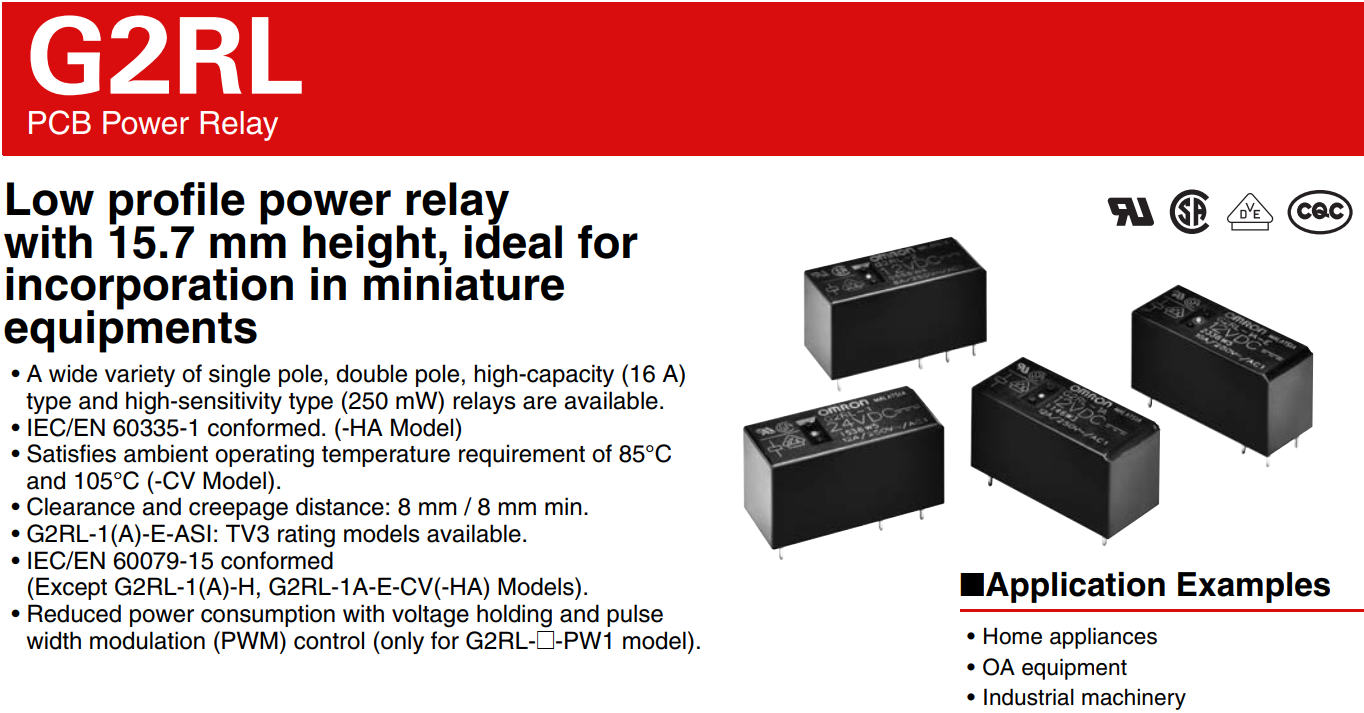 G2RL
PCB Power Relay
Low profile power relay
with 15.7 mm height, ideal for
incorporation in miniature
equipments
• A wide variety of single pole, double pole, high-capacity (16 A)
type and high-sensitivity type (250 mW) relays are available.
• IEC/EN 60335-1 conformed. (-HA Model)
• Satisfies ambient operating temperature requirement of 85°C
and 105°C (-CV Model).
• Clearance and creepage distance: 8 mm / 8 mm min.
• G2RL-1(A)-E-ASI: TV3 rating models available.
• IEC/EN 60079-15 conformed
(Except G2RL-1(A)-H, G2RL-1A-E-CV(-HA) Models).
• Reduced power consumption with voltage holding and pulse
width modulation (PWM) control (only for G2RL-□-PW1 model).
SA
DVE
CQC
OMRON
OMRON
12VDC
OMRON
24VDC
OMRON
12VDC
■Application Examples
• Home appliances
• OA equipment
• Industrial machinery